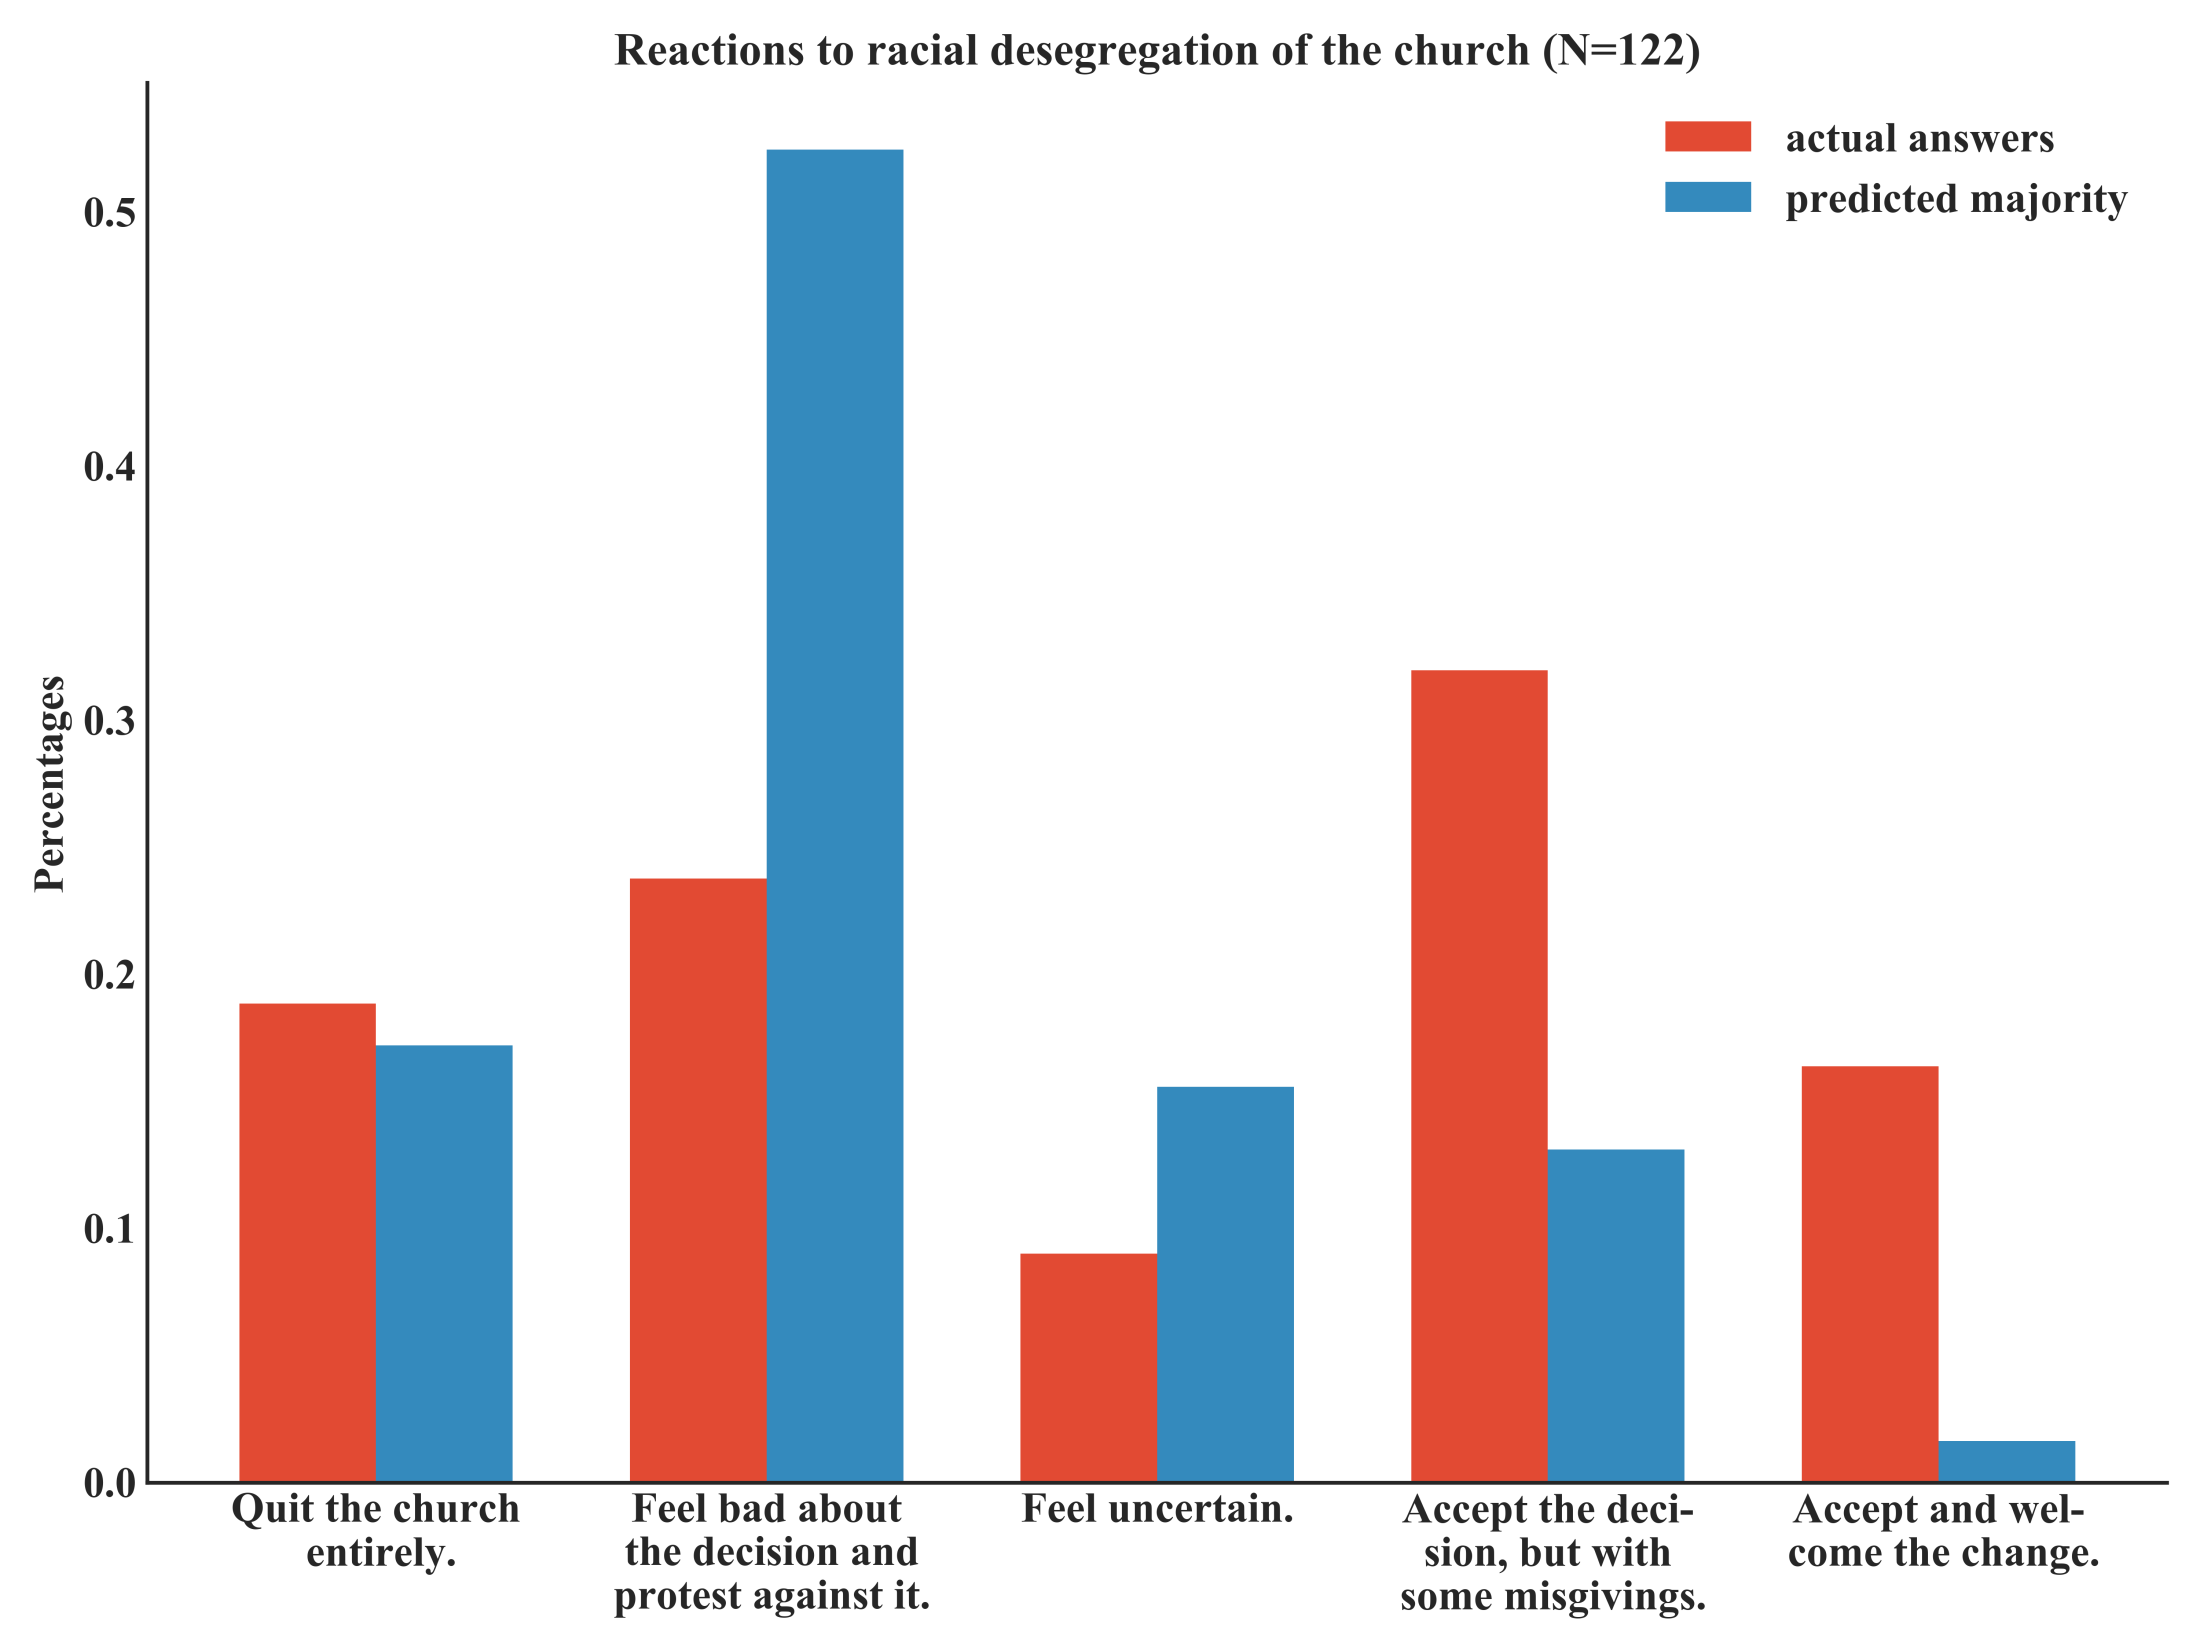 Reactions to racial desegregation of the church (N=122)
actual answers
predicted majority
Percentages
0.5
0.4
0.3
0.2
0.1
0.0
Quit the church
entirely.
Feel bad about
the decision and
protest against it.
Feel uncertain.
Accept the deci-
sion, but with
some misgivings.
Accept and wel-
come the change.